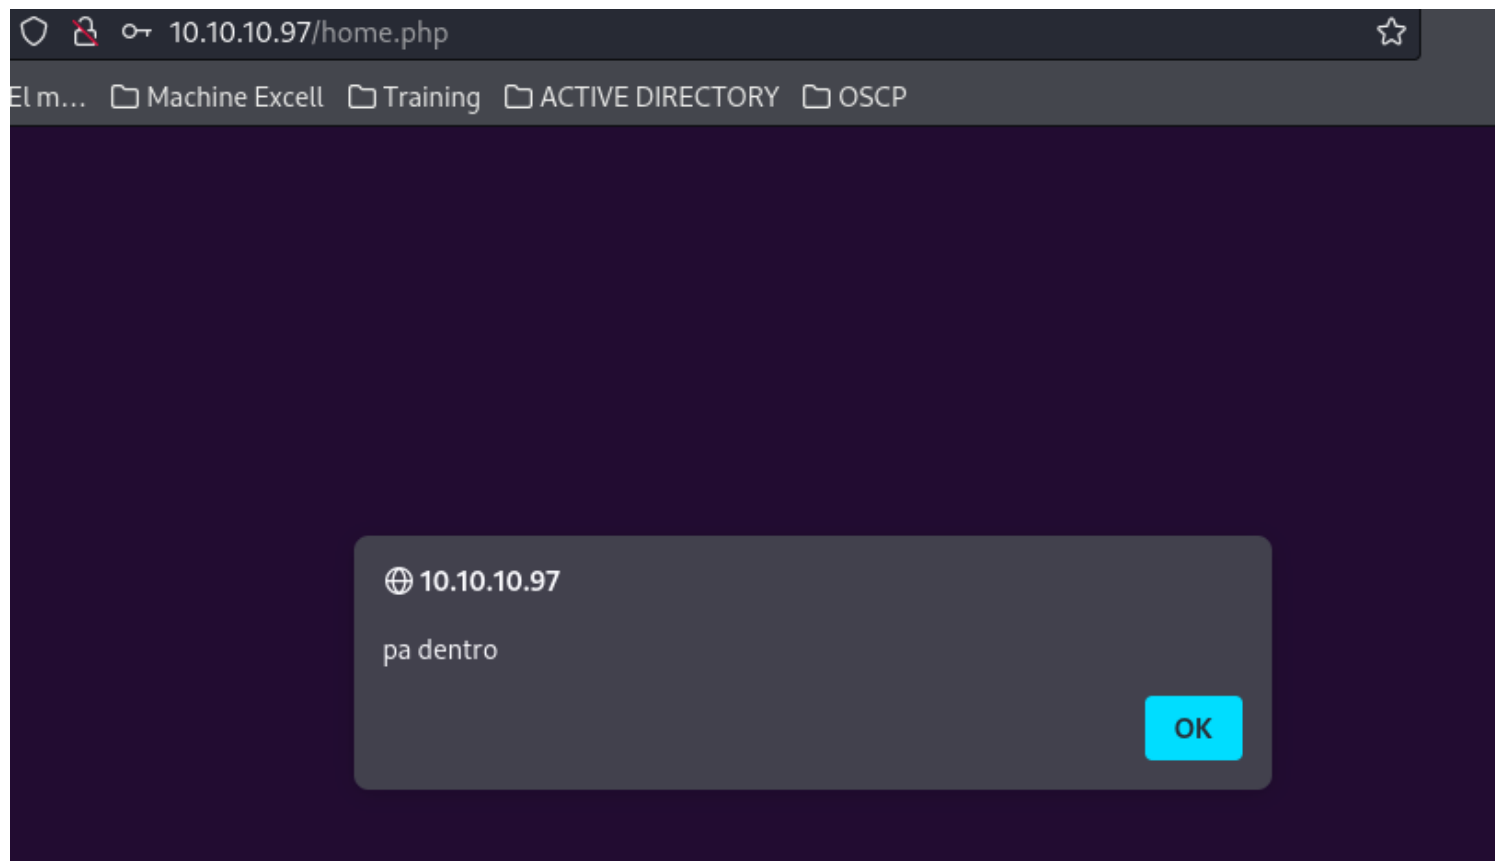 10.10.10.97/home.php
El m... Machine Excell Training ACTIVE DIRECTORY OSCP
10.10.10.97
pa dentro
OK